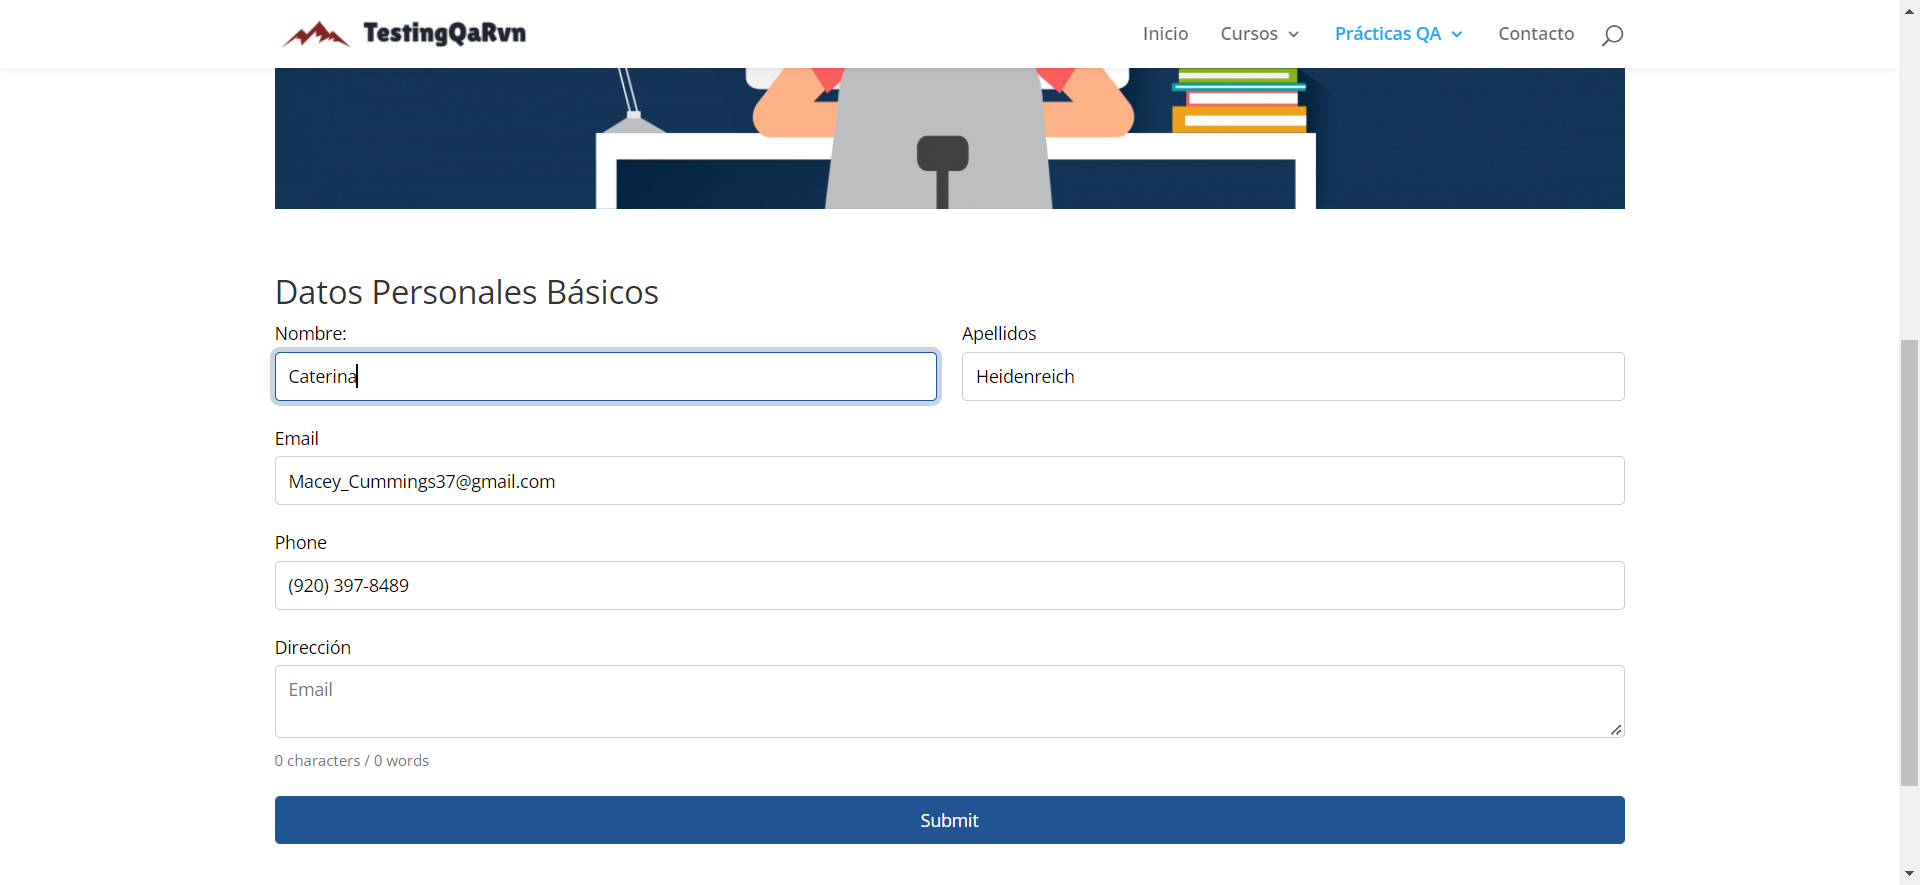 TestingQaRvn
Inicio Cursos Prácticas QA Contacto
Datos Personales Básicos
Nombre: Apellidos
Caterina Heidenreich
Email
Macey_Cummings37@gmail.com
Phone
(920) 397-8489
Dirección
Email
0 characters / 0 words
Submit